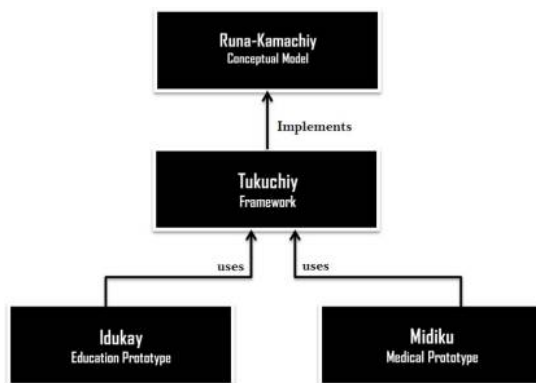 Runa-Kamachiy
Conceptual Model
Implements
Tukuchiy
Framework
uses
uses
Idukay
Education Prototype
Midiku
Medical Prototype